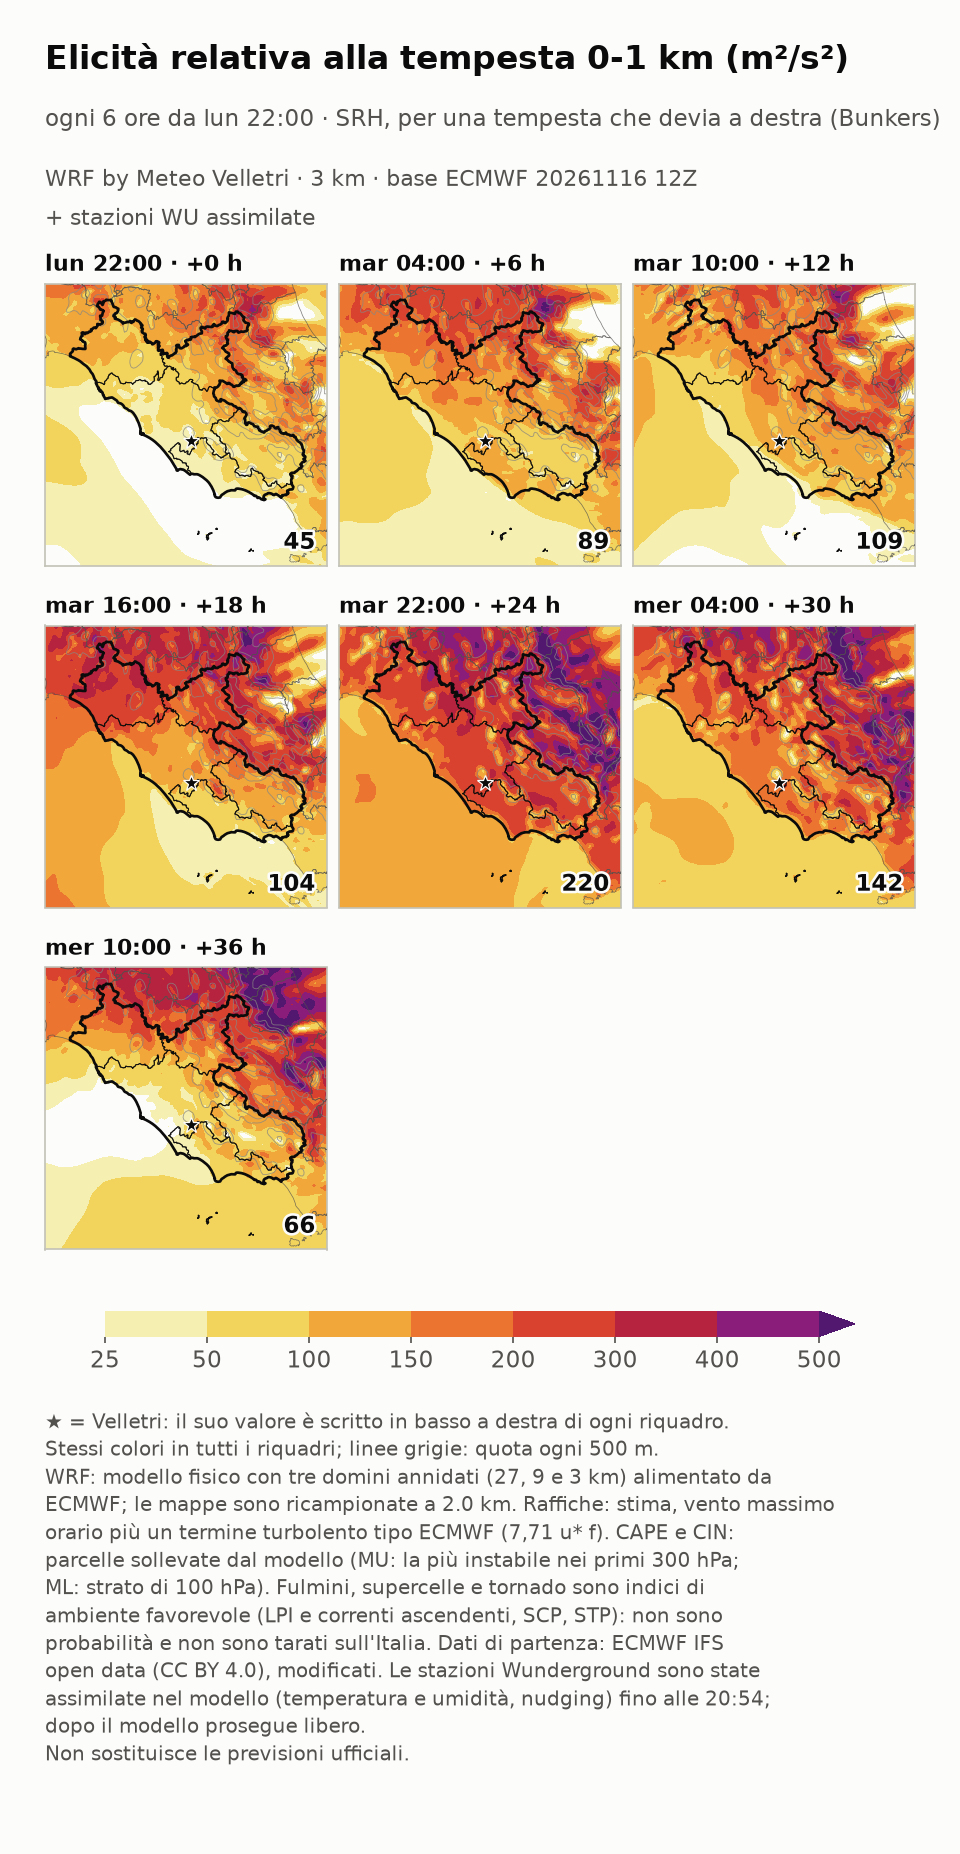 Elicità relativa alla tempesta 0-1 km (m²/s²)
ogni 6 ore da lun 22:00 · SRH, per una tempesta che devia a destra (Bunkers)
WRF by Meteo Velletri · 3 km · base ECMWF 20261116 12Z
+ stazioni WU assimilate
lun 22:00 · +0 h
45
mar 04:00 · +6 h
89
mar 10:00 · +12 h
109
mar 16:00 · +18 h
104
mar 22:00 · +24 h
220
mer 04:00 · +30 h
142
mer 10:00 · +36 h
66
25 50 100 150 200 300 400 500
★ = Velletri: il suo valore è scritto in basso a destra di ogni riquadro.
Stessi colori in tutti i riquadri; linee grigie: quota ogni 500 m.
WRF: modello fisico con tre domini annidati (27, 9 e 3 km) alimentato da
ECMWF; le mappe sono ricampionate a 2.0 km. Raffiche: stima, vento massimo
orario più un termine turbolento tipo ECMWF (7,71 u* f). CAPE e CIN:
parcelle sollevate dal modello (MU: la più instabile nei primi 300 hPa;
ML: strato di 100 hPa). Fulmini, supercelle e tornado sono indici di
ambiente favorevole (LPI e correnti ascendenti, SCP, STP): non sono
probabilità e non sono tarati sull'Italia. Dati di partenza: ECMWF IFS
open data (CC BY 4.0), modificati. Le stazioni Wunderground sono state
assimilate nel modello (temperatura e umidità, nudging) fino alle 20:54;
dopo il modello prosegue libero.
Non sostituisce le previsioni ufficiali.